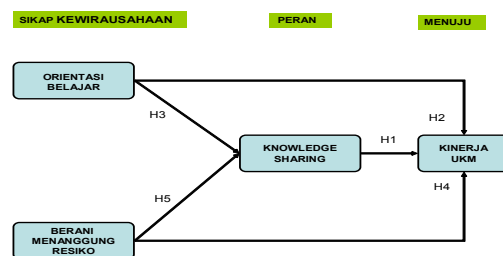 SIKAP KEWIRAUSAHAAN
PERAN
MENUJU
ORIENTASI
BELAJAR
H3
H2
KNOWLEDGE
SHARING
H1
KINERJA
UKM
H4
H5
BERANI
MENANGGUNG
RESIKO